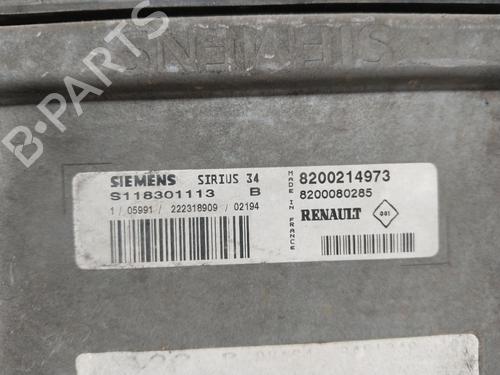 SIEMENS
SIEMENS SIRIUS 34
S118301113 B
1 / 05991 / 222318909 / 02194
MADE IN FRANCE
8200214973
8200080285
RENAULT
B-Parts